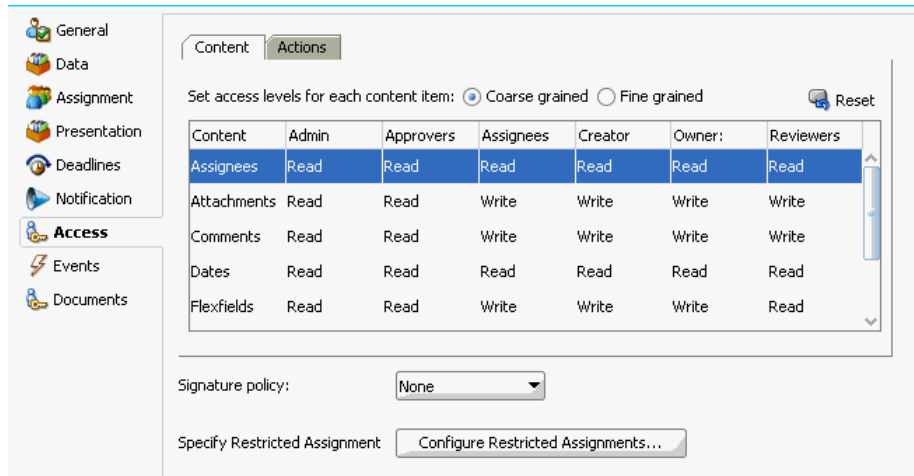 General
Data
Assignment
Presentation
Deadlines
Notification
Access
Events
Documents
Content Actions
Set access levels for each content item: Coarse grained Fine grained Reset
Content Admin Approvers Assignees Creator Owner: Reviewers
Assignees Read Read Read Read Read Read
Attachments Read Read Write Write Write Write
Comments Read Read Write Write Write Write
Dates Read Read Read Read Read Read
Flexfields Read Read Write Write Write Read
Signature policy: None
Specify Restricted Assignment Configure Restricted Assignments...